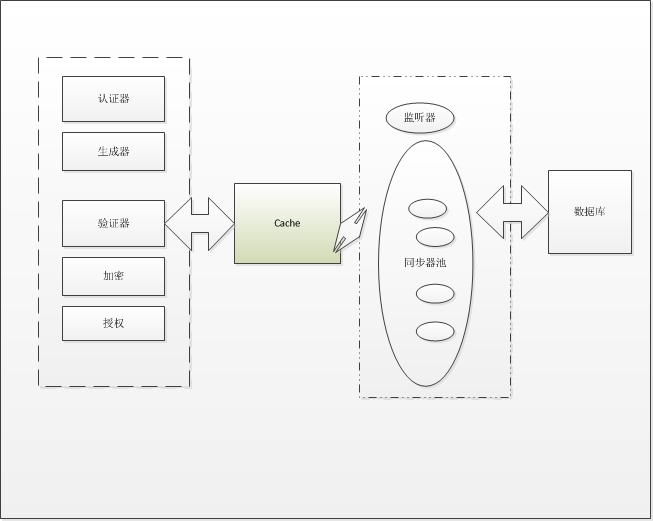 认证器
生成器
验证器
加密
授权
Cache
监听器
同步器池
数据库